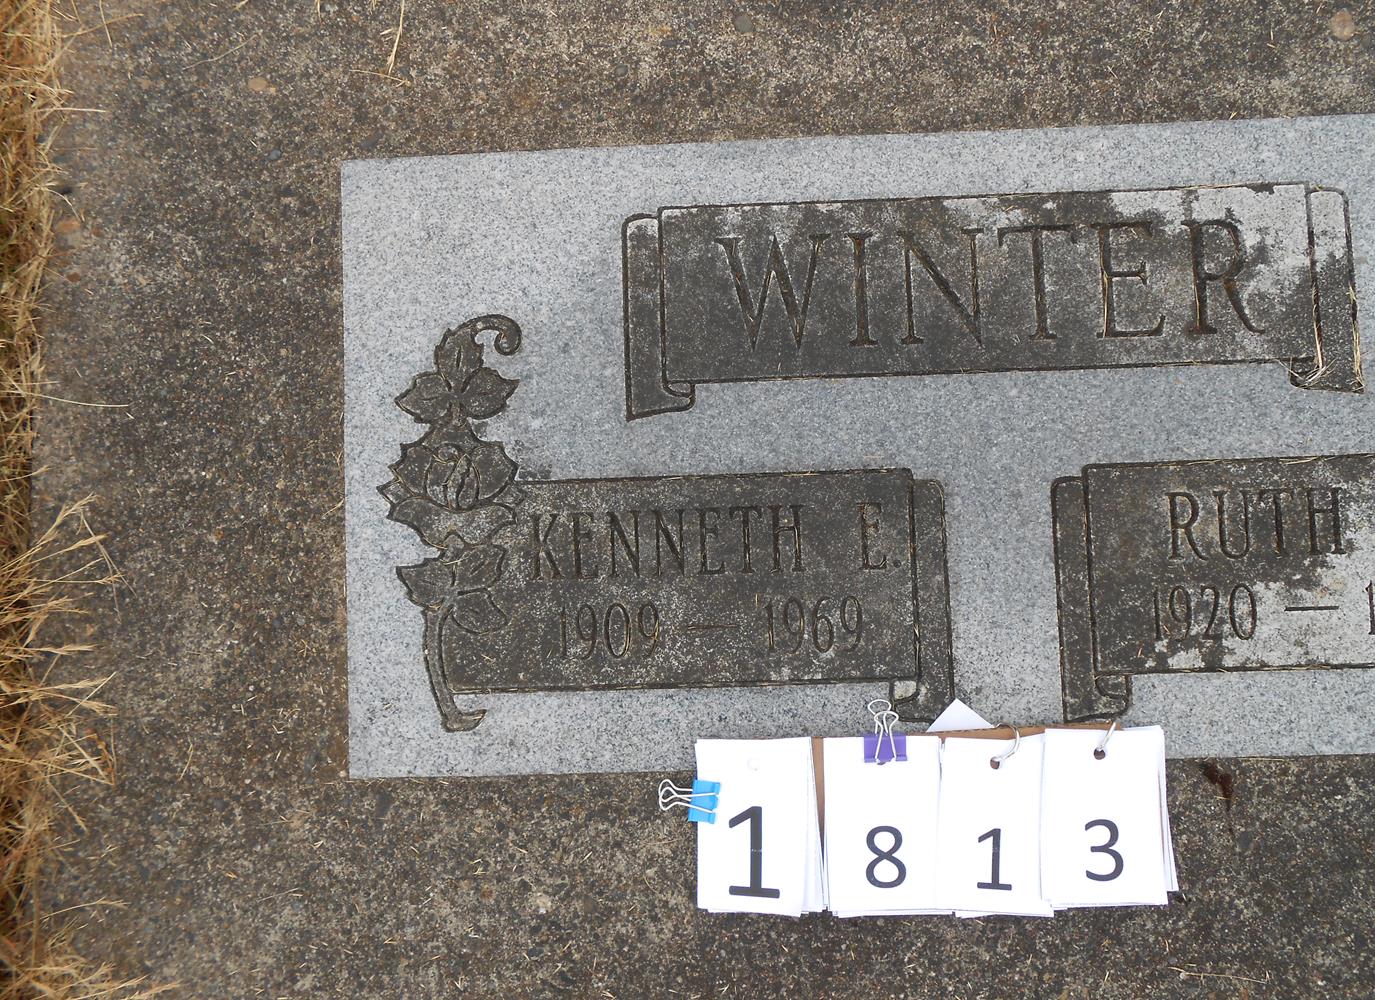 WINTER
KENNETH E.
1909 — 1969
RUTH
1920 —
1 8 1 3